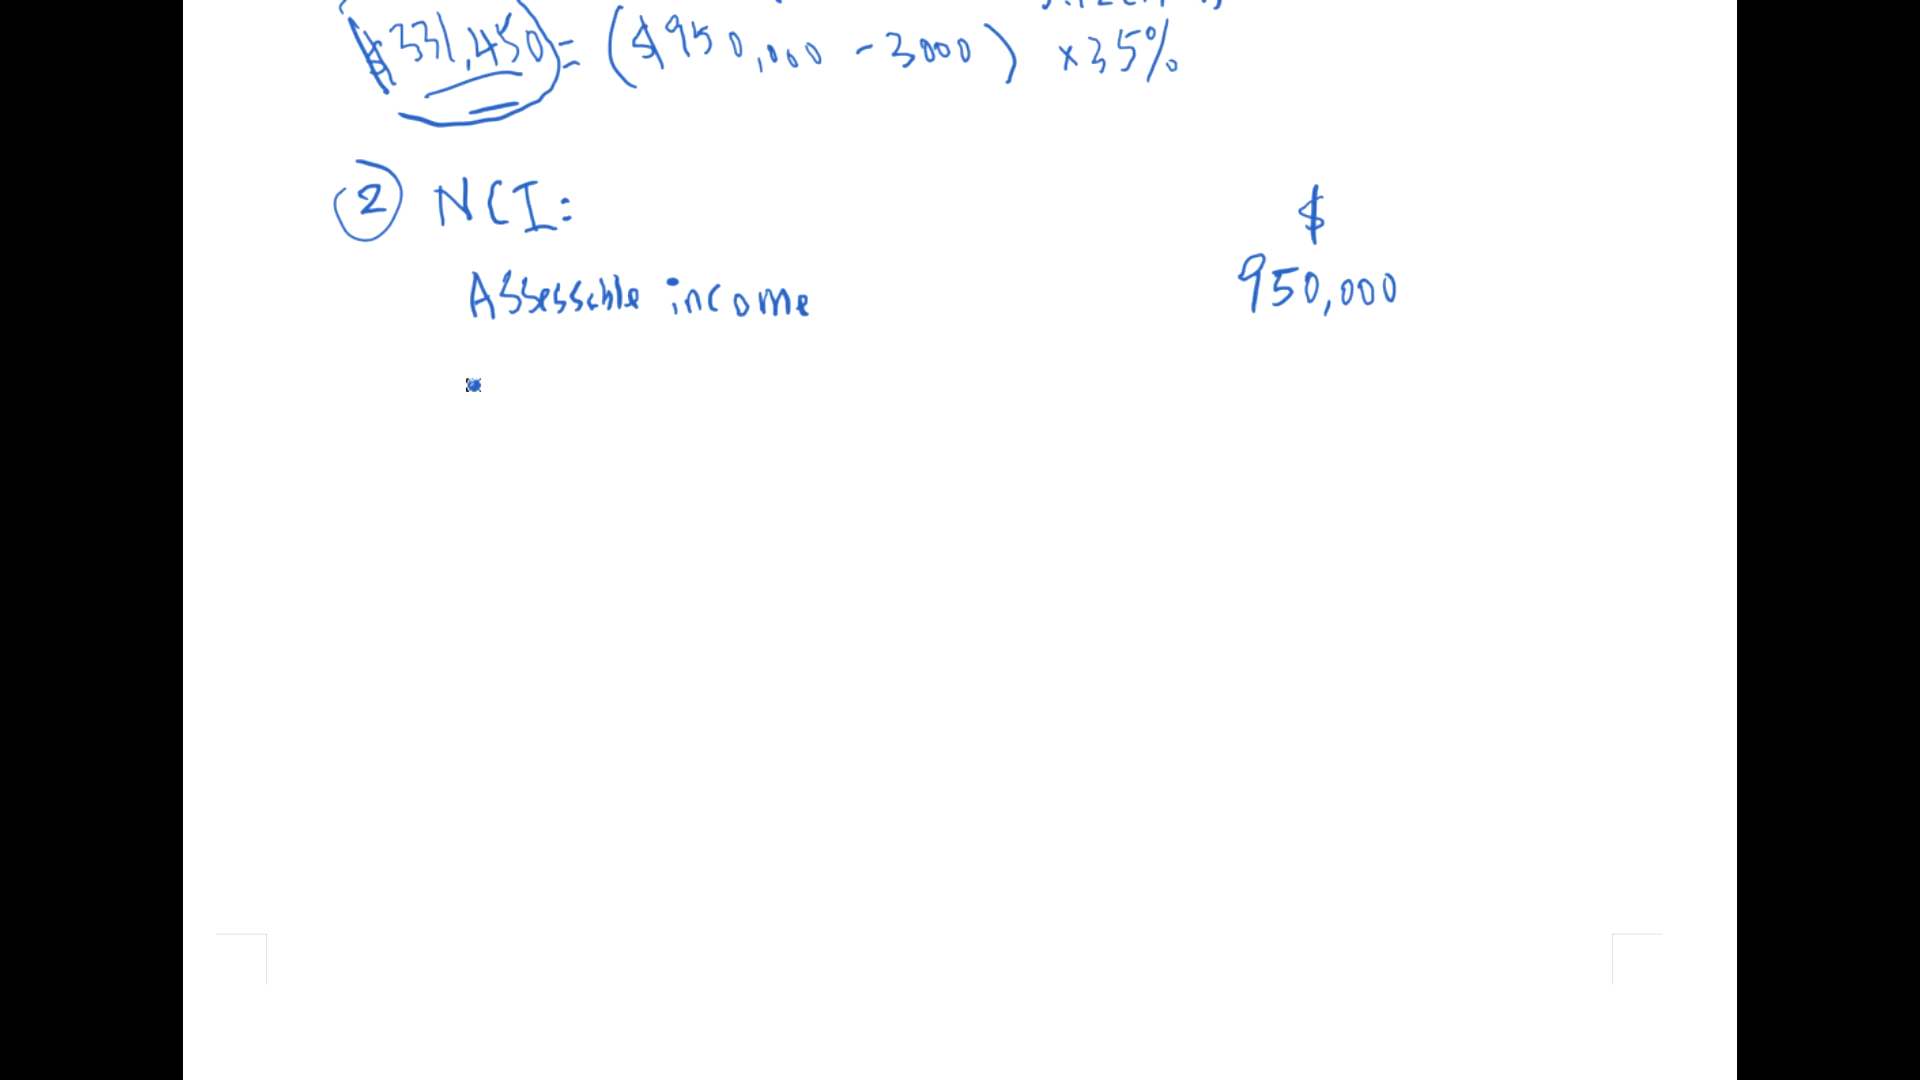 $331,450 = ($950,000 - 3000) x 35%
2 NCI:
$
Assessable income 950,000